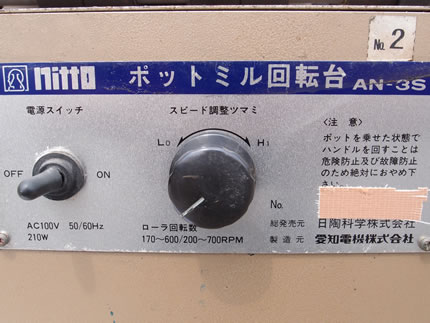 No. 2
nitto ポットミル回転台 AN-3S
電源スイッチ
スピード調整ツマミ
Lo Hi
OFF ON
〈注 意〉
ポットを乗せた状態で
ハンドルを回すことは
危険防止及び故障防止
のため絶対におやめ下
さい。
AC100V 50/60Hz
210W
ローラ回転数
170〜600/200〜700RPM
No.
総発売元 日陶科学株式会社
製造元 愛知電機株式会社